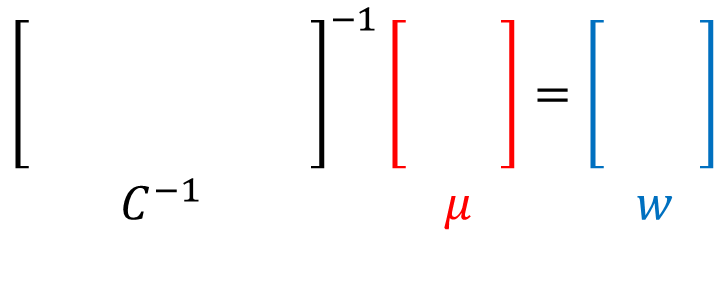 [ ]⁻¹ [ ] = [ ]
C⁻¹ μ w